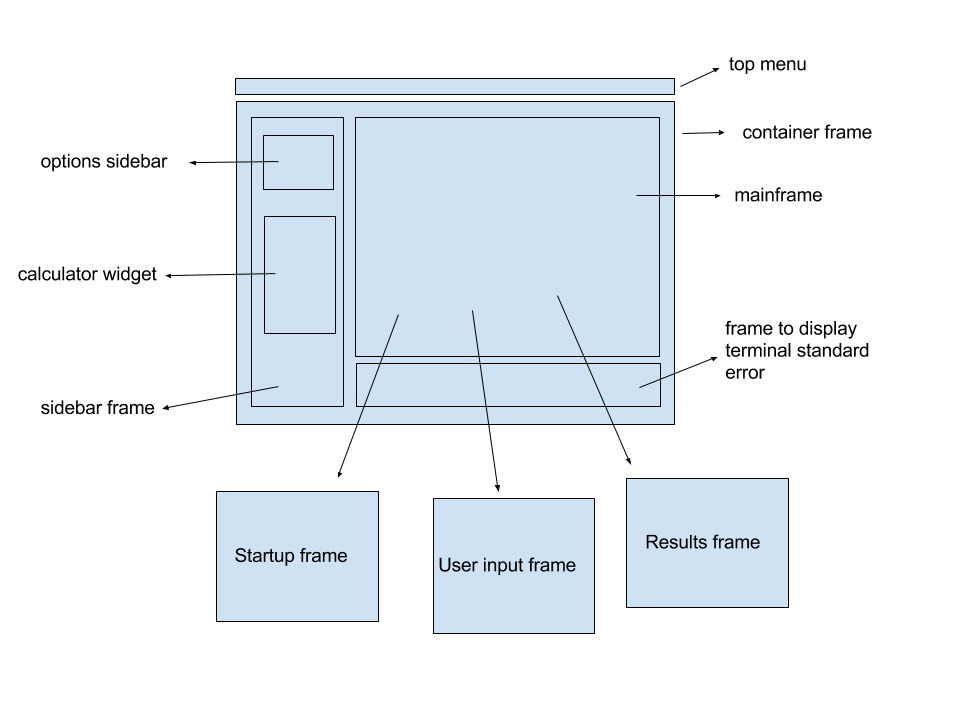 top menu
container frame
options sidebar
mainframe
calculator widget
frame to display
terminal standard
error
sidebar frame
Startup frame
User input frame
Results frame